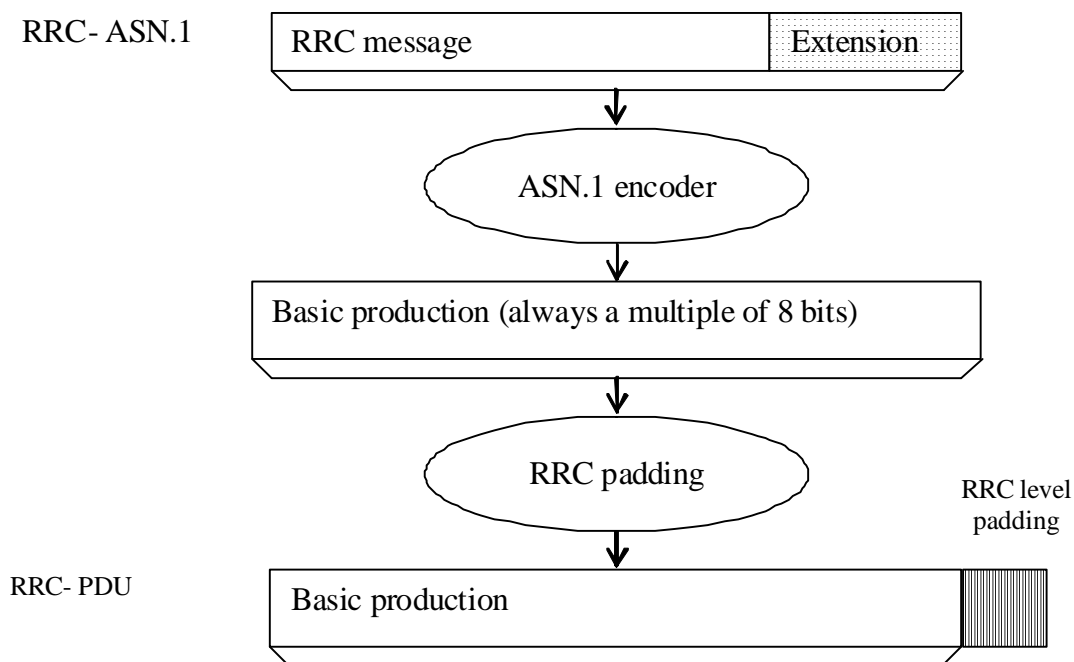 RRC- ASN.1
RRC message
Extension
ASN.1 encoder
Basic production (always a multiple of 8 bits)
RRC padding
RRC level
padding
RRC- PDU
Basic production